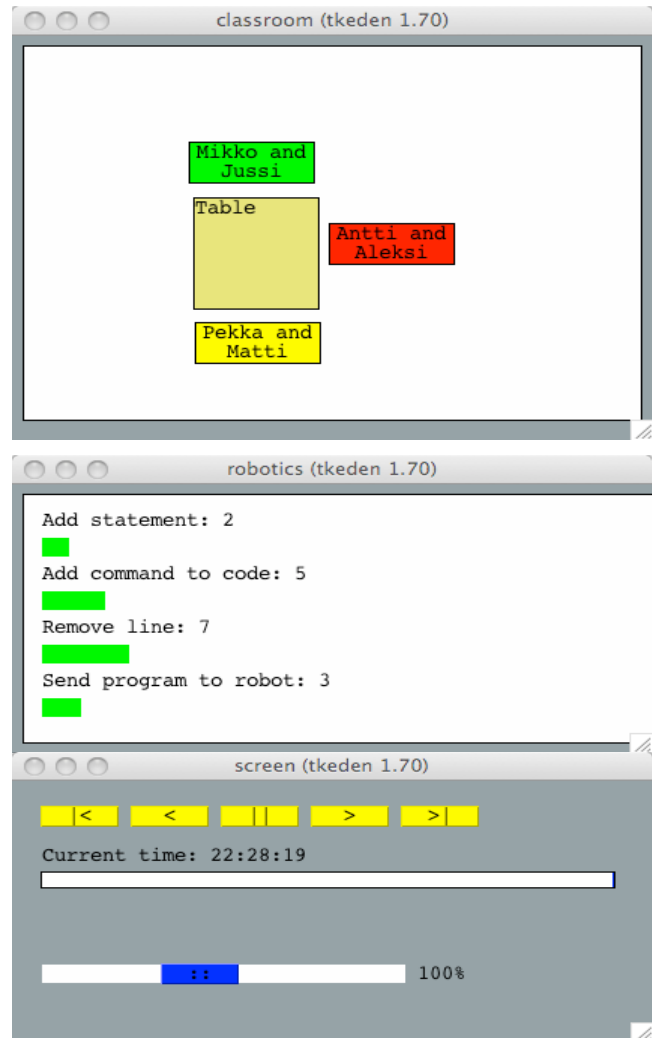 classroom (tkeden 1.70)
Mikko and
Jussi
Table
Antti and
Aleksi
Pekka and
Matti
robotics (tkeden 1.70)
Add statement: 2
Add command to code: 5
Remove line: 7
Send program to robot: 3
screen (tkeden 1.70)
|< < || > >|
Current time: 22:28:19
:: 100%